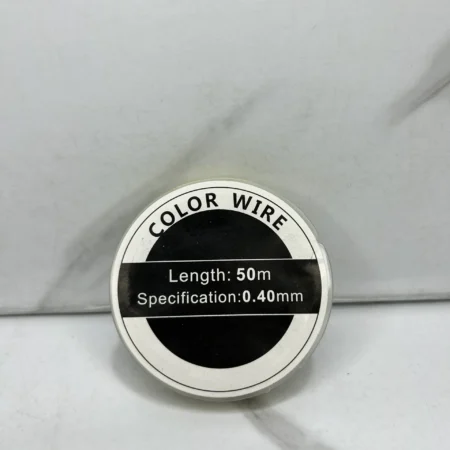 COLOR WIRE
Length: 50m
Specification:0.40mm